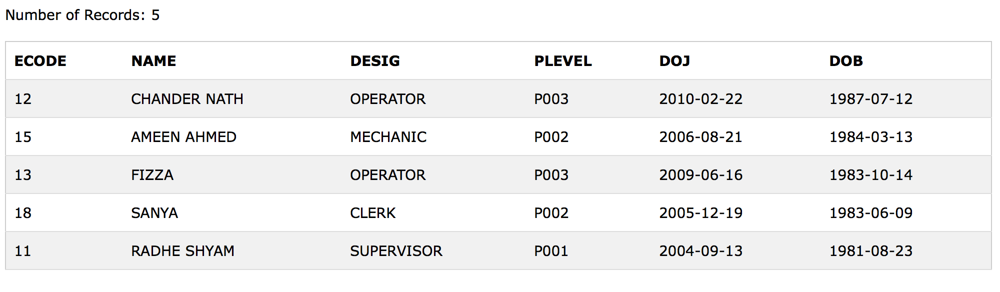 Number of Records: 5
ECODE NAME DESIG PLEVEL DOJ DOB
12 CHANDER NATH OPERATOR P003 2010-02-22 1987-07-12
15 AMEEN AHMED MECHANIC P002 2006-08-21 1984-03-13
13 FIZZA OPERATOR P003 2009-06-16 1983-10-14
18 SANYA CLERK P002 2005-12-19 1983-06-09
11 RADHE SHYAM SUPERVISOR P001 2004-09-13 1981-08-23